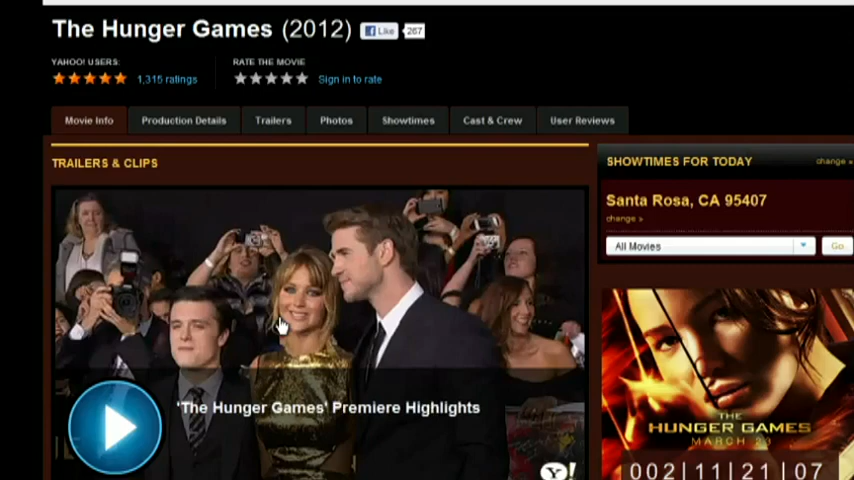 The Hunger Games (2012) Like 267
YAHOO! USERS:
1,315 ratings
RATE THE MOVIE
Sign in to rate
Movie Info
Production Details
Trailers
Photos
Showtimes
Cast & Crew
User Reviews
TRAILERS & CLIPS
'The Hunger Games' Premiere Highlights
Y!
SHOWTIMES FOR TODAY
change »
Santa Rosa, CA 95407
change »
All Movies
Go
THE
HUNGER GAMES
MARCH 23
002|11|21|07